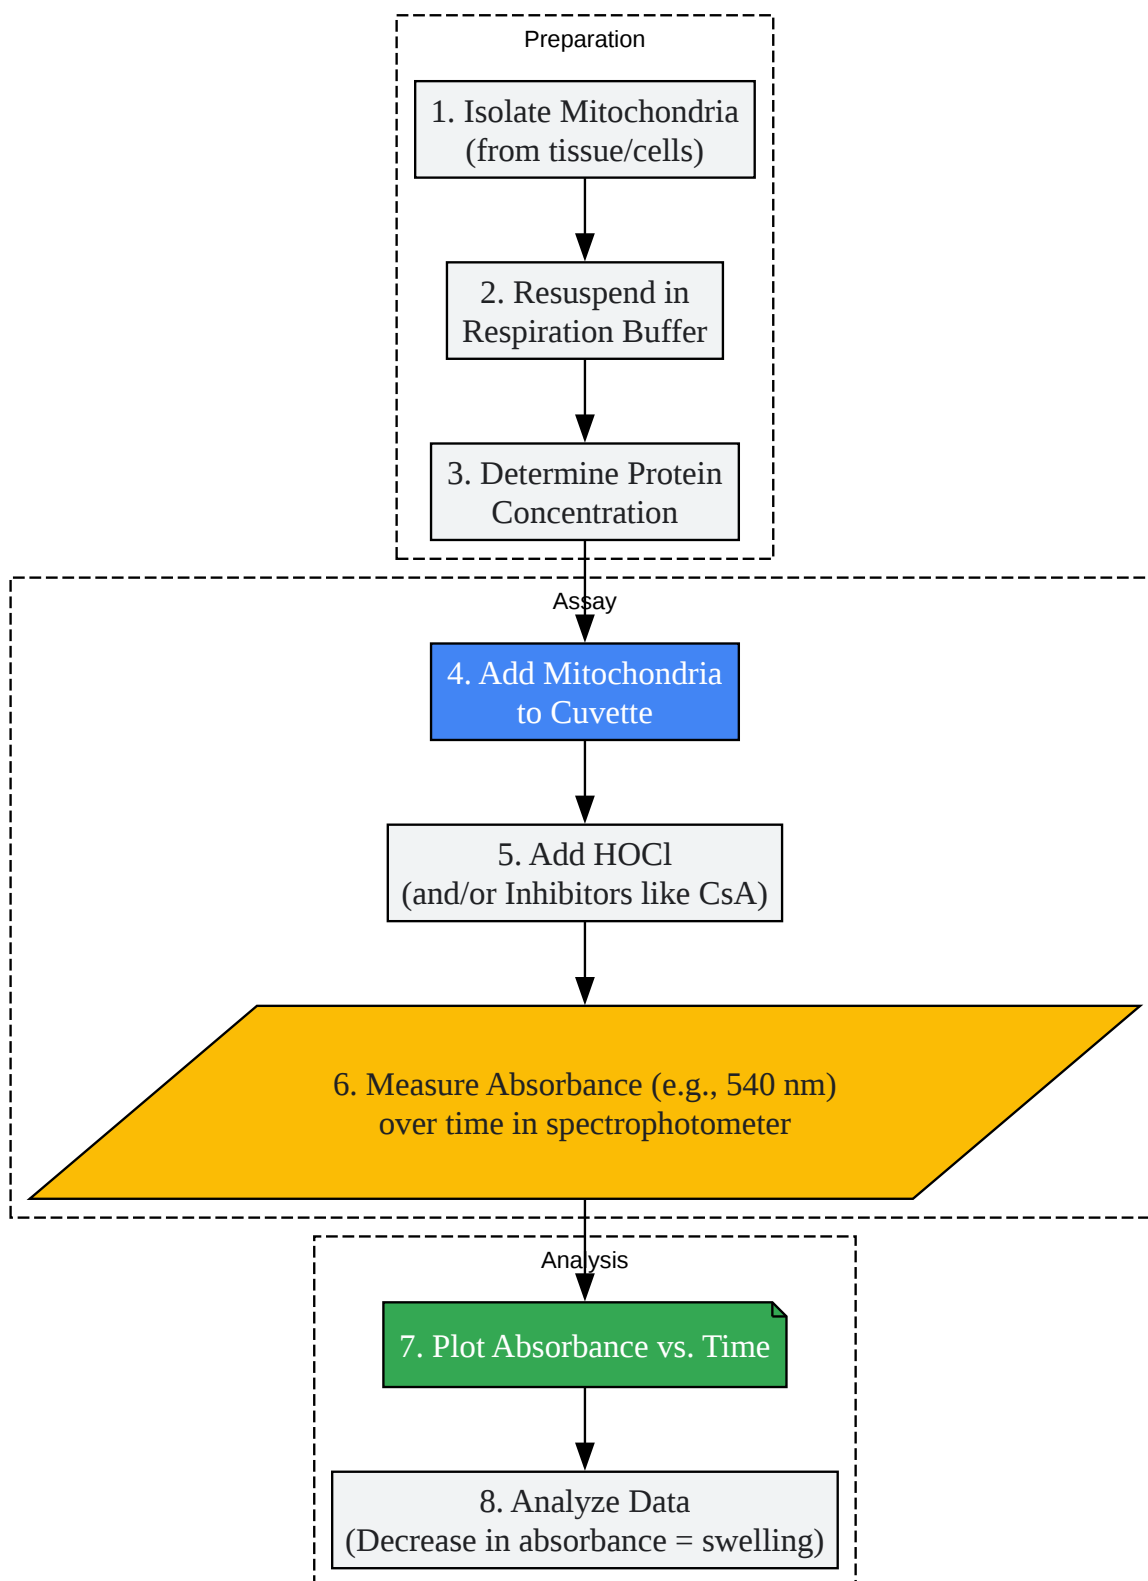 Preparation
1. Isolate Mitochondria
(from tissue/cells)
2. Resuspend in
Respiration Buffer
3. Determine Protein
Concentration
Assay
4. Add Mitochondria
to Cuvette
5. Add HOCl
(and/or Inhibitors like CsA)
6. Measure Absorbance (e.g., 540 nm)
over time in spectrophotometer
Analysis
7. Plot Absorbance vs. Time
8. Analyze Data
(Decrease in absorbance = swelling)